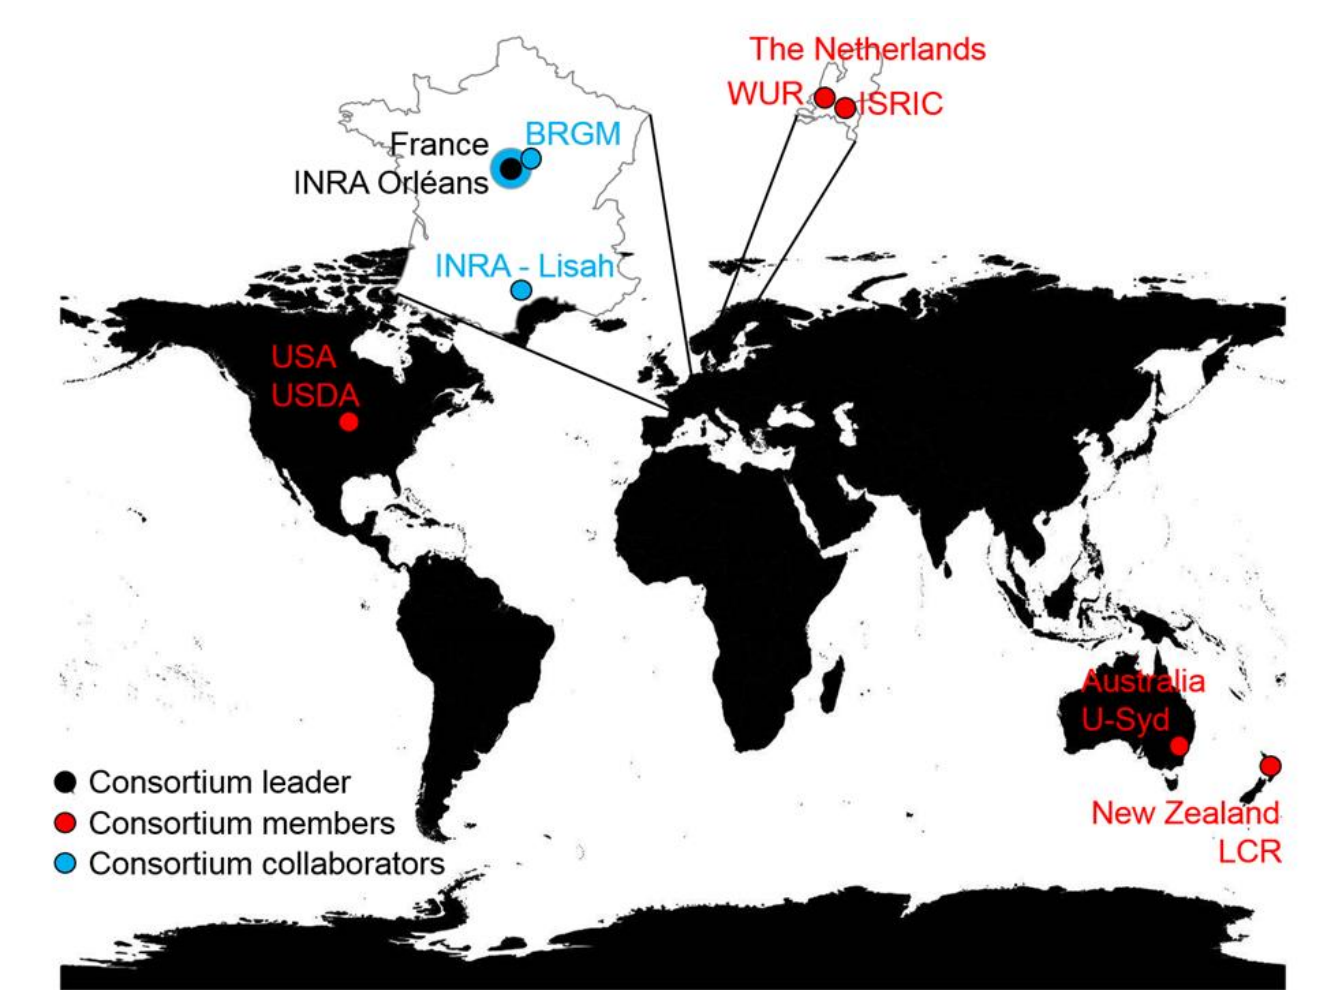 The Netherlands
WUR
ISRIC
BRGM
France
INRA Orléans
INRA - Lisah
USA
USDA
Australia
U-Syd
New Zealand
LCR
Consortium leader
Consortium members
Consortium collaborators